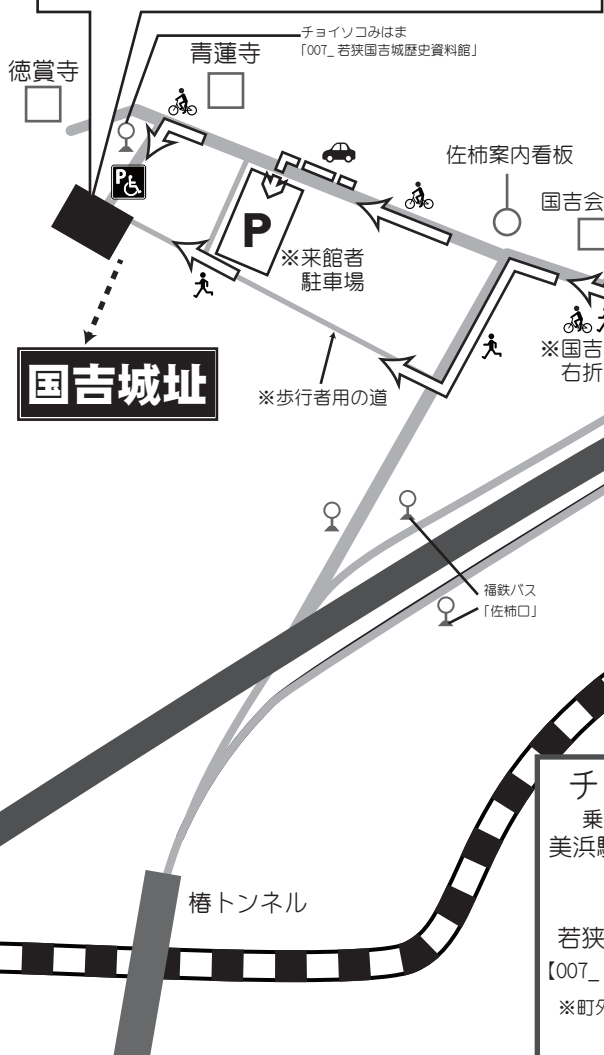 チョイソコみはま
「007_若狭国吉城歴史資料館」
青蓮寺
徳賞寺
佐柿案内看板
国吉会
P
P
※来館者
駐車場
※国吉
右折
国吉城址
※歩行者用の道
福鉄バス
「佐柿口」
チ
乗
美浜駅
椿トンネル
若狭
【007_
※町外